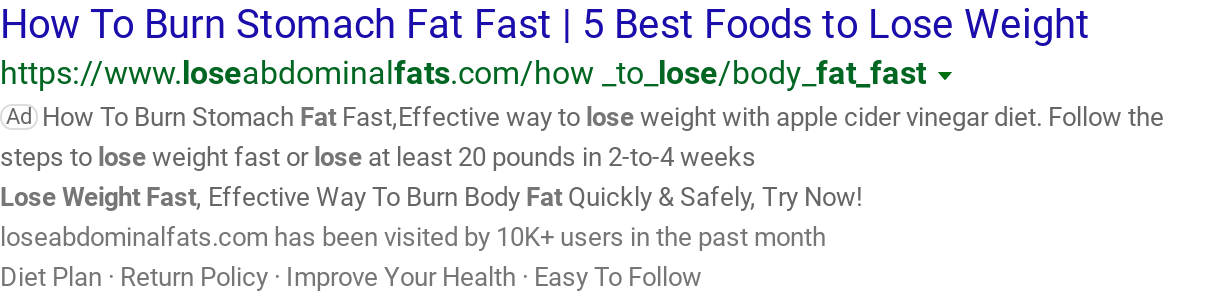 How To Burn Stomach Fat Fast | 5 Best Foods to Lose Weight
https://www.loseabdominalfats.com/how _to_lose/body_fat_fast
Ad How To Burn Stomach Fat Fast,Effective way to lose weight with apple cider vinegar diet. Follow the
steps to lose weight fast or lose at least 20 pounds in 2-to-4 weeks
Lose Weight Fast, Effective Way To Burn Body Fat Quickly & Safely, Try Now!
loseabdominalfats.com has been visited by 10K+ users in the past month
Diet Plan · Return Policy · Improve Your Health · Easy To Follow